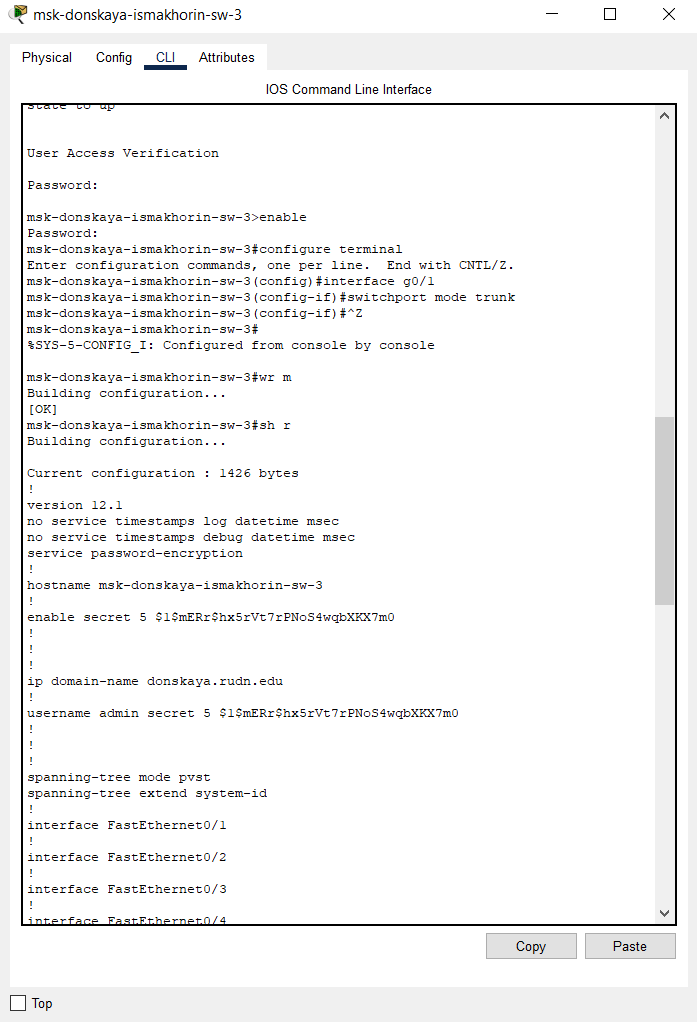 msk-donskaya-ismakhorin-sw-3
Physical Config CLI Attributes
IOS Command Line Interface
state to up
User Access Verification
Password:
msk-donskaya-ismakhorin-sw-3>enable
Password:
msk-donskaya-ismakhorin-sw-3#configure terminal
Enter configuration commands, one per line.  End with CNTL/Z.
msk-donskaya-ismakhorin-sw-3(config)#interface g0/1
msk-donskaya-ismakhorin-sw-3(config-if)#switchport mode trunk
msk-donskaya-ismakhorin-sw-3(config-if)#^Z
msk-donskaya-ismakhorin-sw-3#
%SYS-5-CONFIG_I: Configured from console by console
msk-donskaya-ismakhorin-sw-3#wr m
Building configuration...
[OK]
msk-donskaya-ismakhorin-sw-3#sh r
Building configuration...
Current configuration : 1426 bytes
!
version 12.1
no service timestamps log datetime msec
no service timestamps debug datetime msec
service password-encryption
!
hostname msk-donskaya-ismakhorin-sw-3
!
enable secret 5 $1$mERr$hx5rVt7rPNoS4wqbXKX7m0
!
!
!
ip domain-name donskaya.rudn.edu
!
username admin secret 5 $1$mERr$hx5rVt7rPNoS4wqbXKX7m0
!
!
!
spanning-tree mode pvst
spanning-tree extend system-id
!
interface FastEthernet0/1
!
interface FastEthernet0/2
!
interface FastEthernet0/3
!
interface FastEthernet0/4
Copy Paste
Top